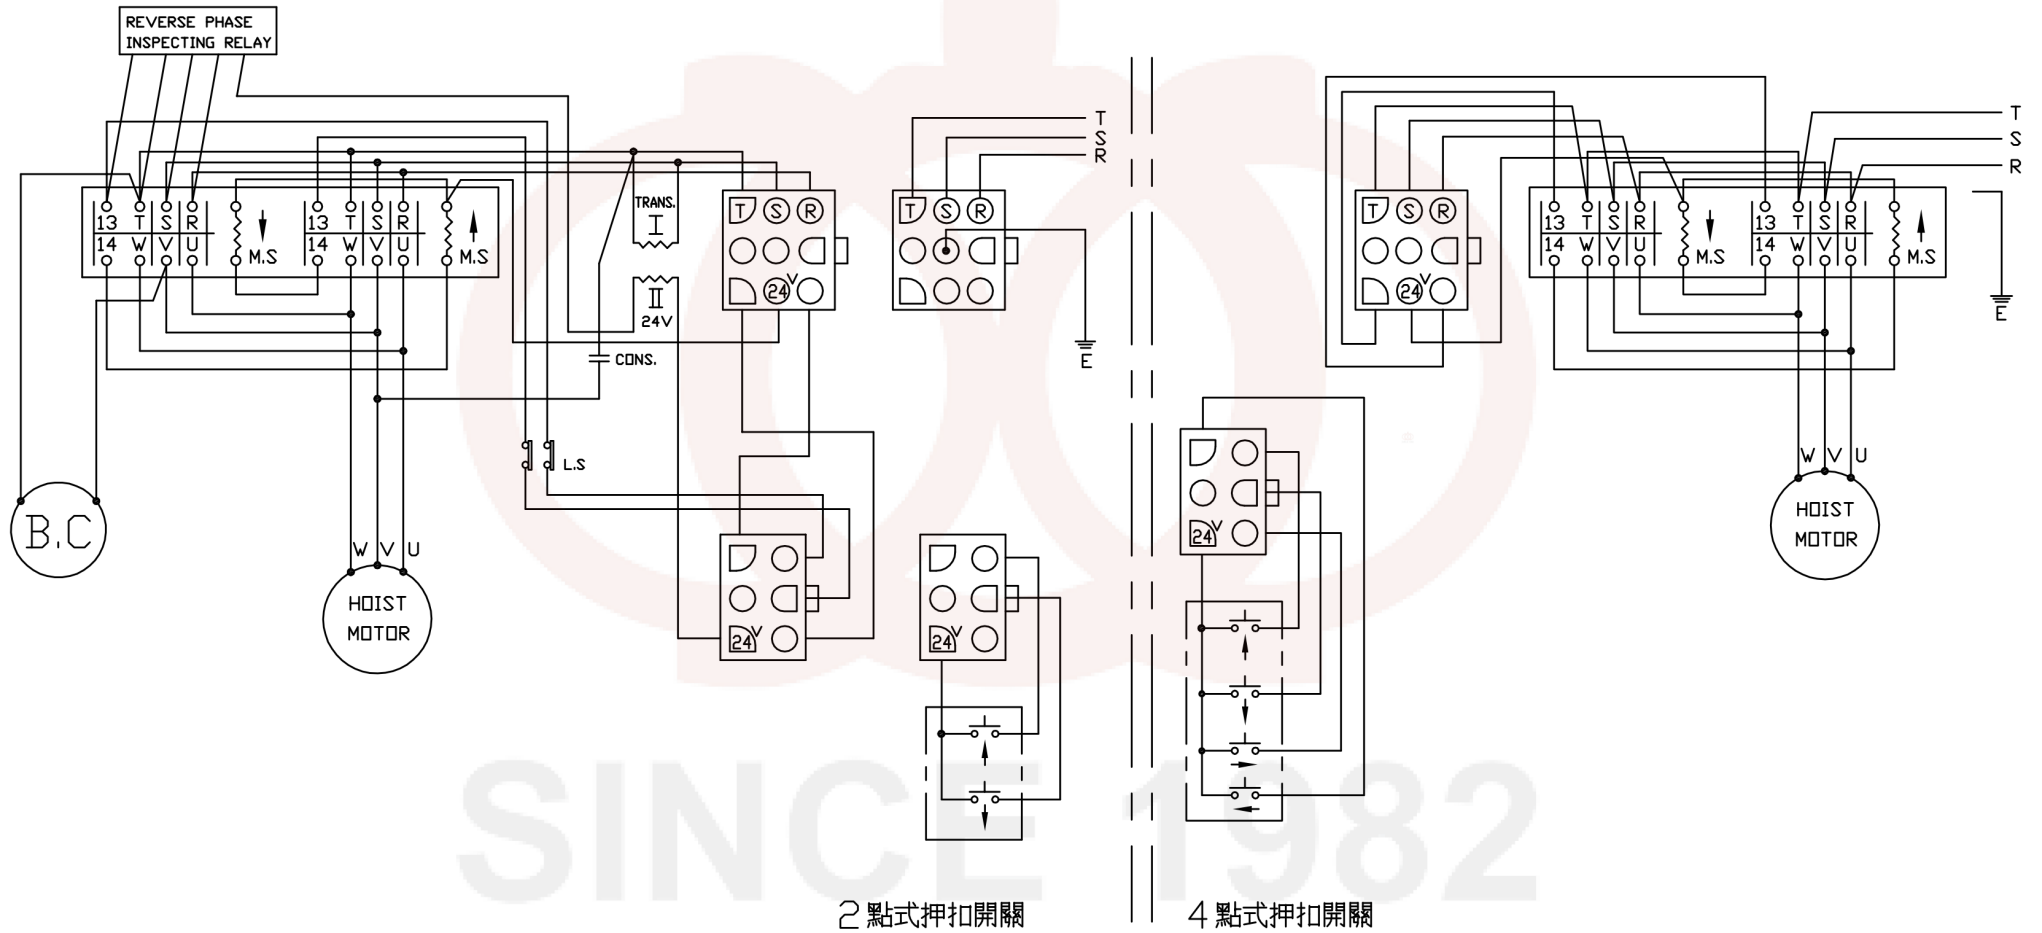 REVERSE PHASE
INSPECTING RELAY
13 T S R
14 W V U
M.S
13 T S R
14 W V U
M.S
TRANS.
I
II
24V
CONS.
L.S
T S R
24V
T S R
T
S
R
E
B.C
W V U
HOIST
MOTOR
24V
24V
2 點式押扣開關
T S R
24V
13 T S R
14 W V U
M.S
13 T S R
14 W V U
M.S
T
S
R
E
24V
W V U
HOIST
MOTOR
4 點式押扣開關
SINCE 1982